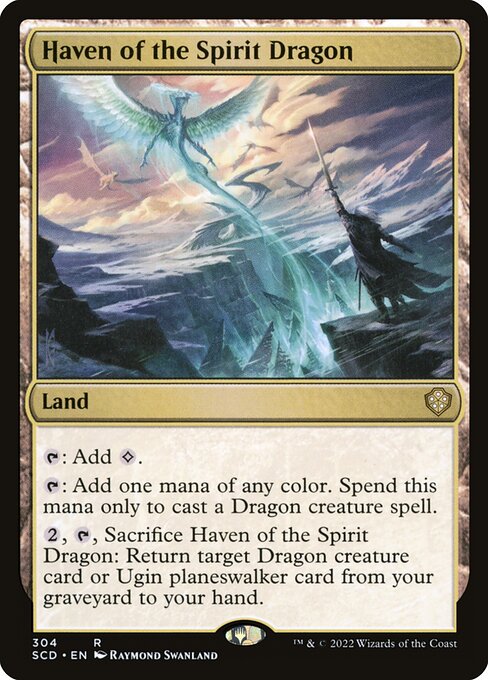 Haven of the Spirit Dragon
Land
: Add .
: Add one mana of any color. Spend this
mana only to cast a Dragon creature spell.
2, , Sacrifice Haven of the Spirit
Dragon: Return target Dragon creature
card or Ugin planeswalker card from your
graveyard to your hand.
304 R
SCD • EN Raymond Swanland
™ & © 2022 Wizards of the Coast